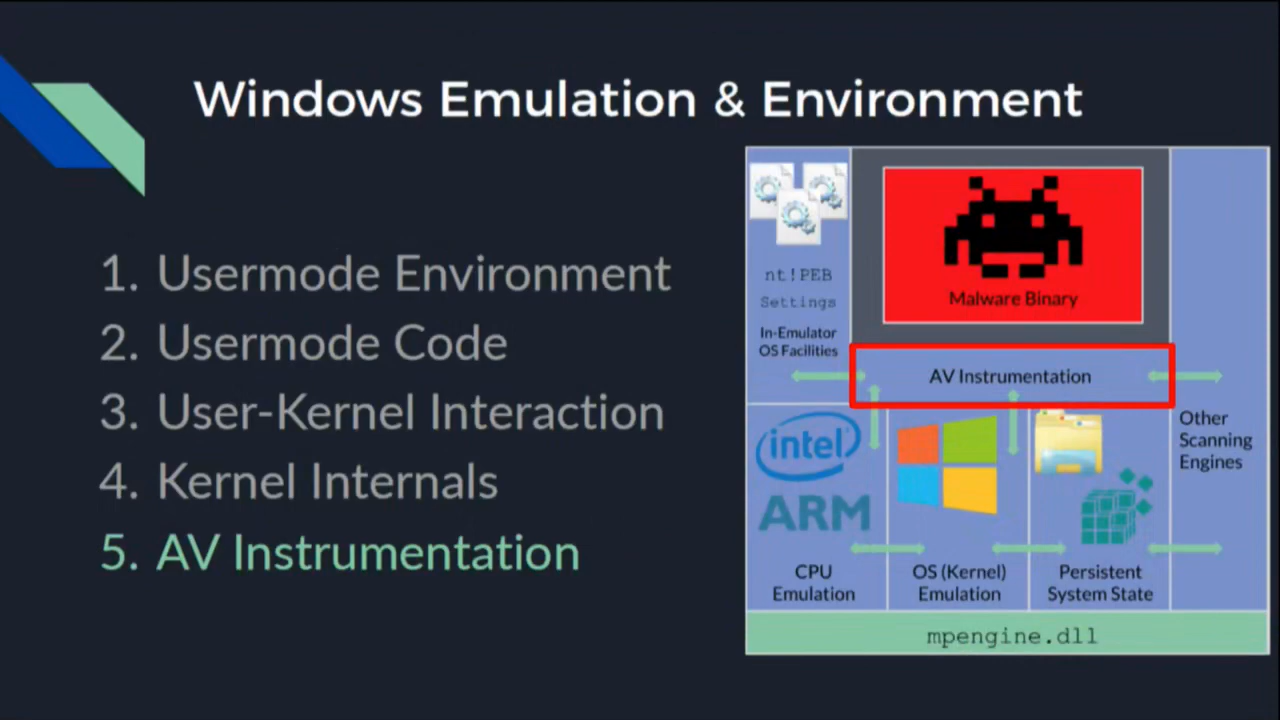 Windows Emulation & Environment
1. Usermode Environment
2. Usermode Code
3. User-Kernel Interaction
4. Kernel Internals
5. AV Instrumentation
nt!PEB
Settings
In-Emulator
OS Facilities
Malware Binary
AV Instrumentation
Other
Scanning
Engines
intel
ARM
CPU
Emulation
OS (Kernel)
Emulation
Persistent
System State
mpengine.dll